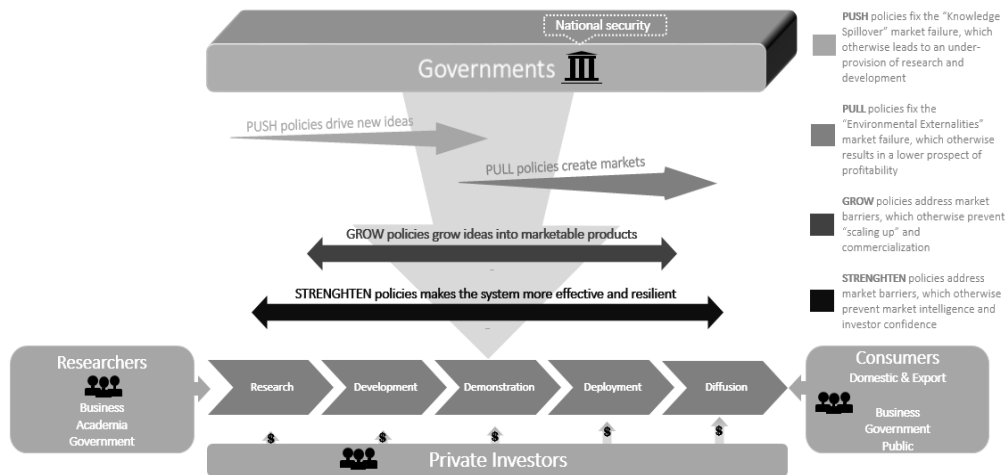 National security
Governments
PUSH policies drive new ideas
PULL policies create markets
GROW policies grow ideas into marketable products
STRENGHTEN policies makes the system more effective and resilient
PUSH policies fix the “Knowledge
Spillover” market failure, which
otherwise leads to an under-
provision of research and
development
PULL policies fix the
“Environmental Externalities”
market failure, which otherwise
results in a lower prospect of
profitability
GROW policies address market
barriers, which otherwise prevent
“scaling up” and
commercialization
STRENGHTEN policies address
market barriers, which otherwise
prevent market intelligence and
investor confidence
Researchers
Business
Academia
Government
Research
Development
Demonstration
Deployment
Diffusion
Consumers
Domestic & Export
Business
Government
Public
$
$
$
$
$
Private Investors